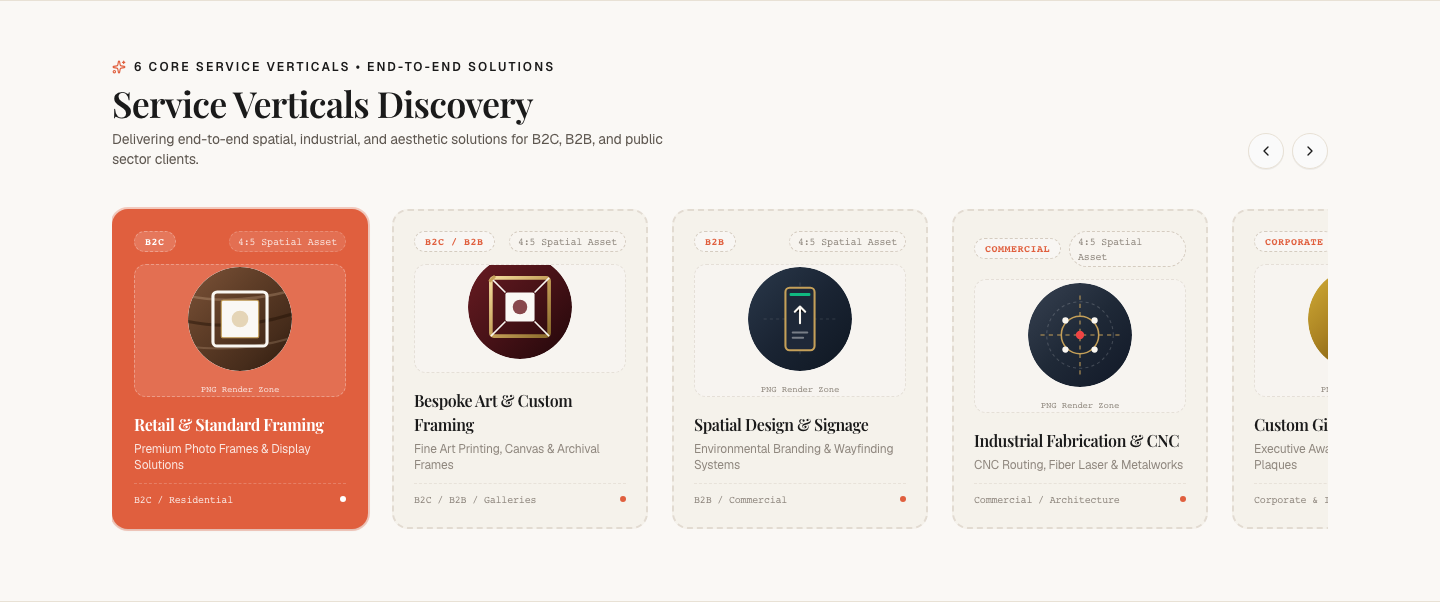 6 CORE SERVICE VERTICALS • END-TO-END SOLUTIONS
Service Verticals Discovery
Delivering end-to-end spatial, industrial, and aesthetic solutions for B2C, B2B, and public
sector clients.
B2C
4:5 Spatial Asset
PNG Render Zone
Retail & Standard Framing
Premium Photo Frames & Display
Solutions
B2C / Residential
B2C / B2B
4:5 Spatial Asset
Bespoke Art & Custom
Framing
Fine Art Printing, Canvas & Archival
Frames
B2C / B2B / Galleries
B2B
4:5 Spatial Asset
PNG Render Zone
Spatial Design & Signage
Environmental Branding & Wayfinding
Systems
B2B / Commercial
COMMERCIAL
4:5 Spatial
Asset
PNG Render Zone
Industrial Fabrication & CNC
CNC Routing, Fiber Laser & Metalworks
Commercial / Architecture
CORPORATE
Custom
Executive
Plaques
Corporate &